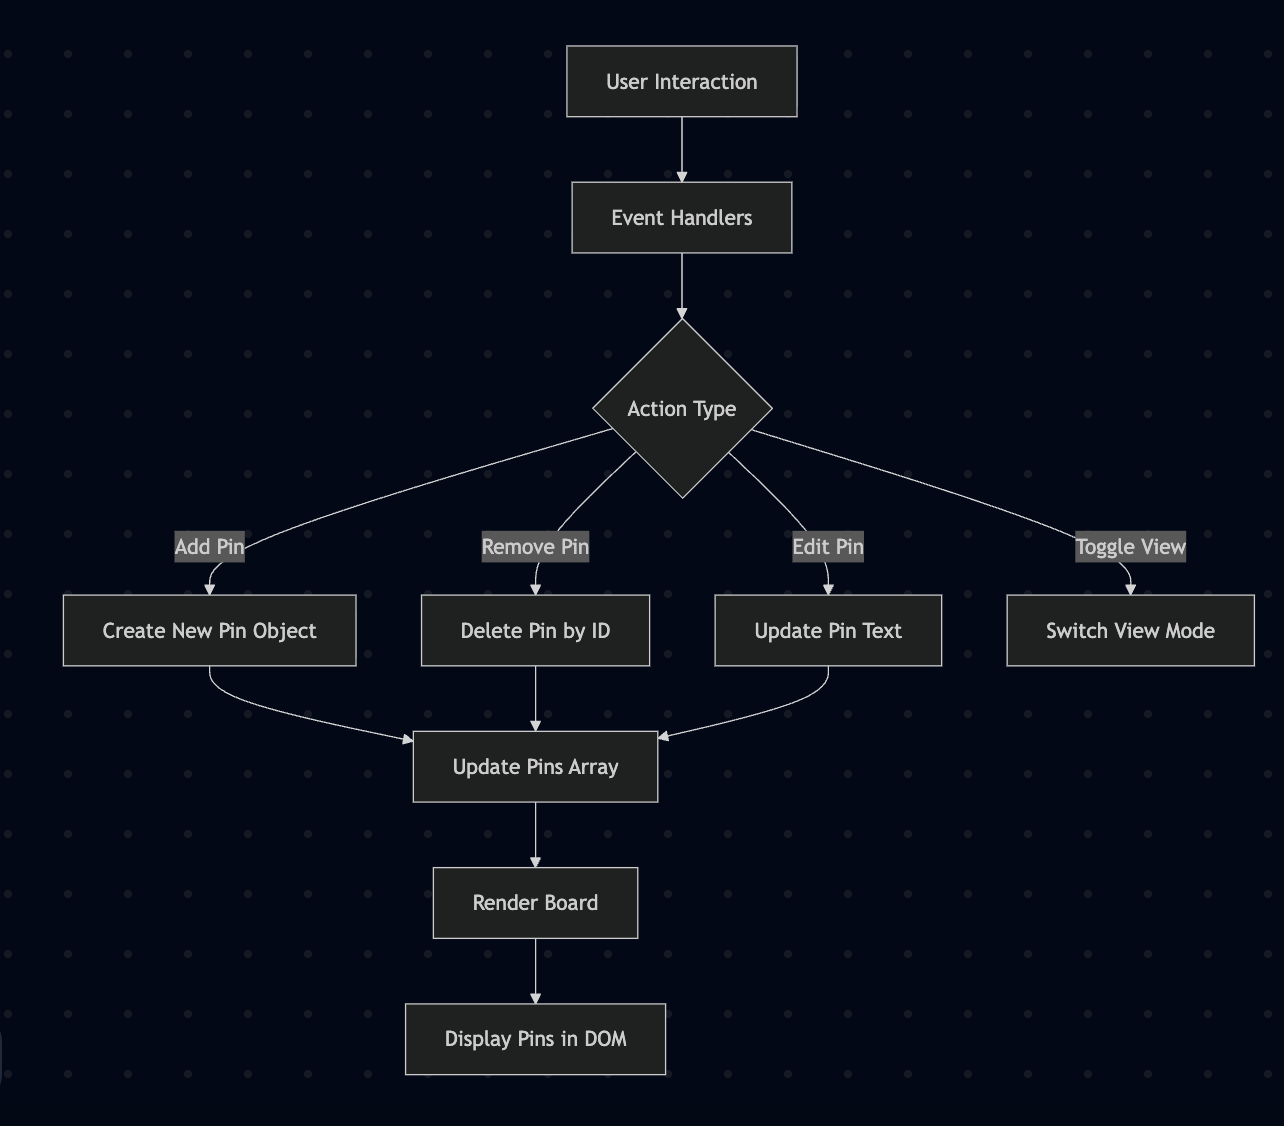 User Interaction
Event Handlers
Action Type
Add Pin
Remove Pin
Edit Pin
Toggle View
Create New Pin Object
Delete Pin by ID
Update Pin Text
Switch View Mode
Update Pins Array
Render Board
Display Pins in DOM